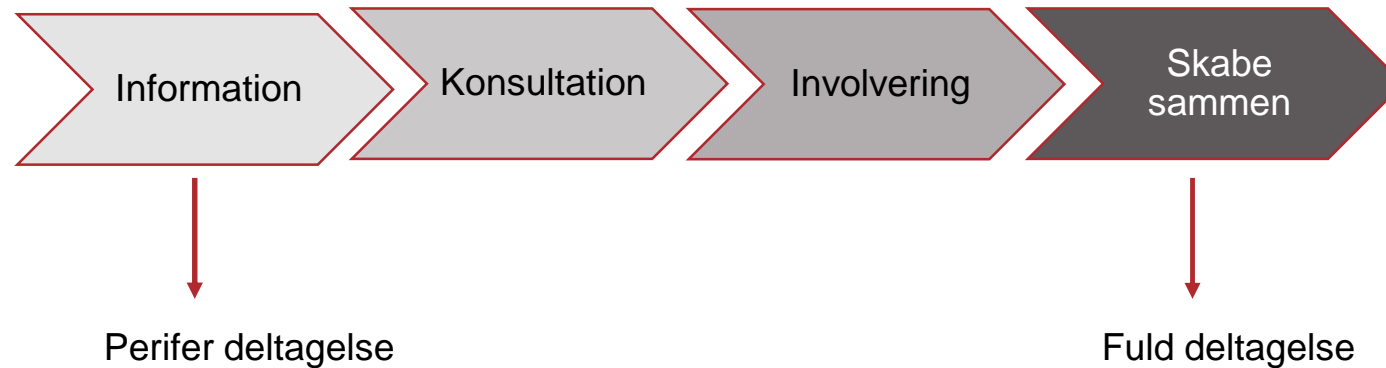 Information
Konsultation
Involvering
Skabe
sammen
Perifer deltagelse
Fuld deltagelse